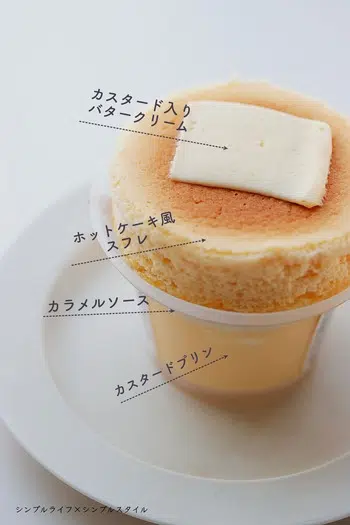 カスタード入り
バタークリーム
ホットケーキ風
スフレ
カラメルソース
カスタードプリン
シンプルライフ×シンプルスタイル